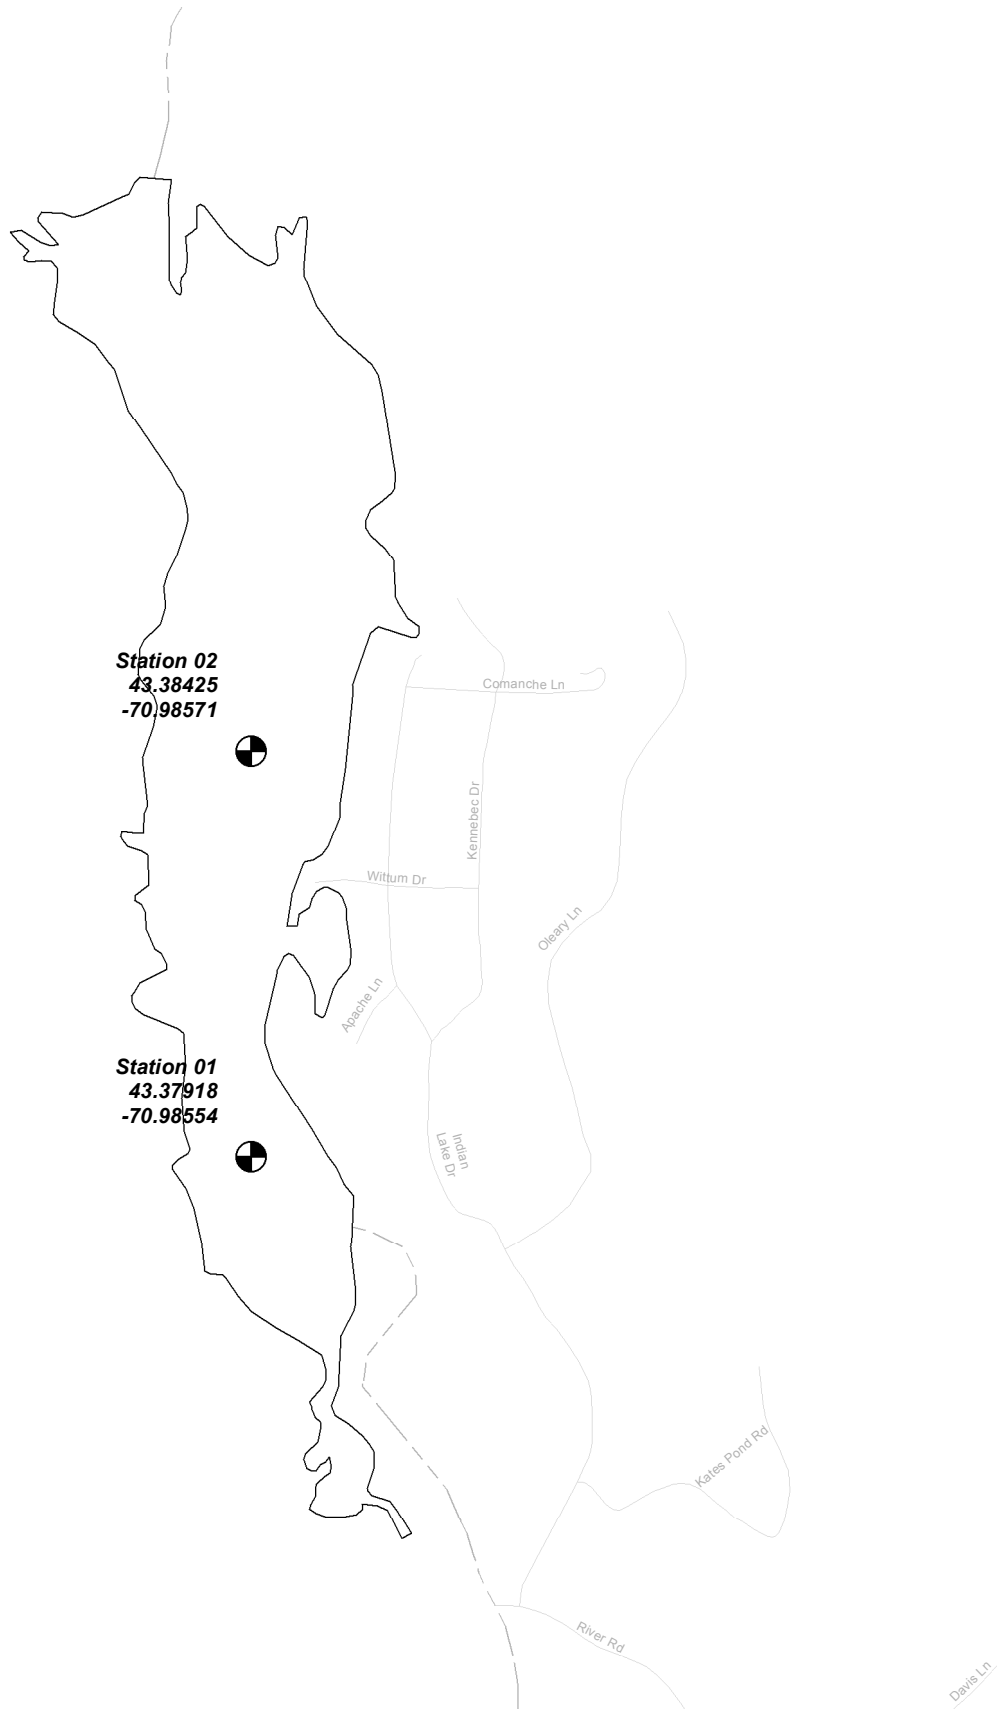 Station 02
43.38425
-70.98571
Comanche Ln
Kennebec Dr
Wittum Dr
Oleary Ln
Apache Ln
Station 01
43.37918
-70.98554
Indian
Lake Dr
Kates Pond Rd
River Rd
Davis Ln